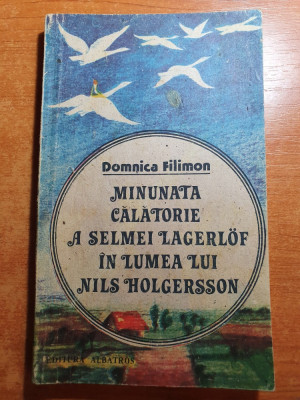 Domnica Filimon
MINUNATA
CĂLĂTORIE
A SELMEI LAGERLÖF
ÎN LUMEA LUI
NILS HOLGERSSON
EDITURA ALBATROS